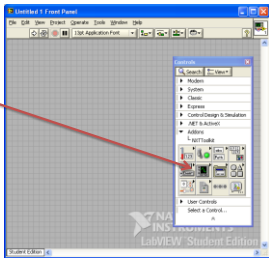 Untitled 1 Front Panel
File Edit View Project Operate Tools Window Help
13pt Application Font
Controls
Search View
Modern
System
Classic
Express
Control Design & Simulation
.NET & ActiveX
Addons
NXTToolkit
User Controls
Select a Control...
INSTRUMENTS
LabVIEW Student Edition
Student Edition